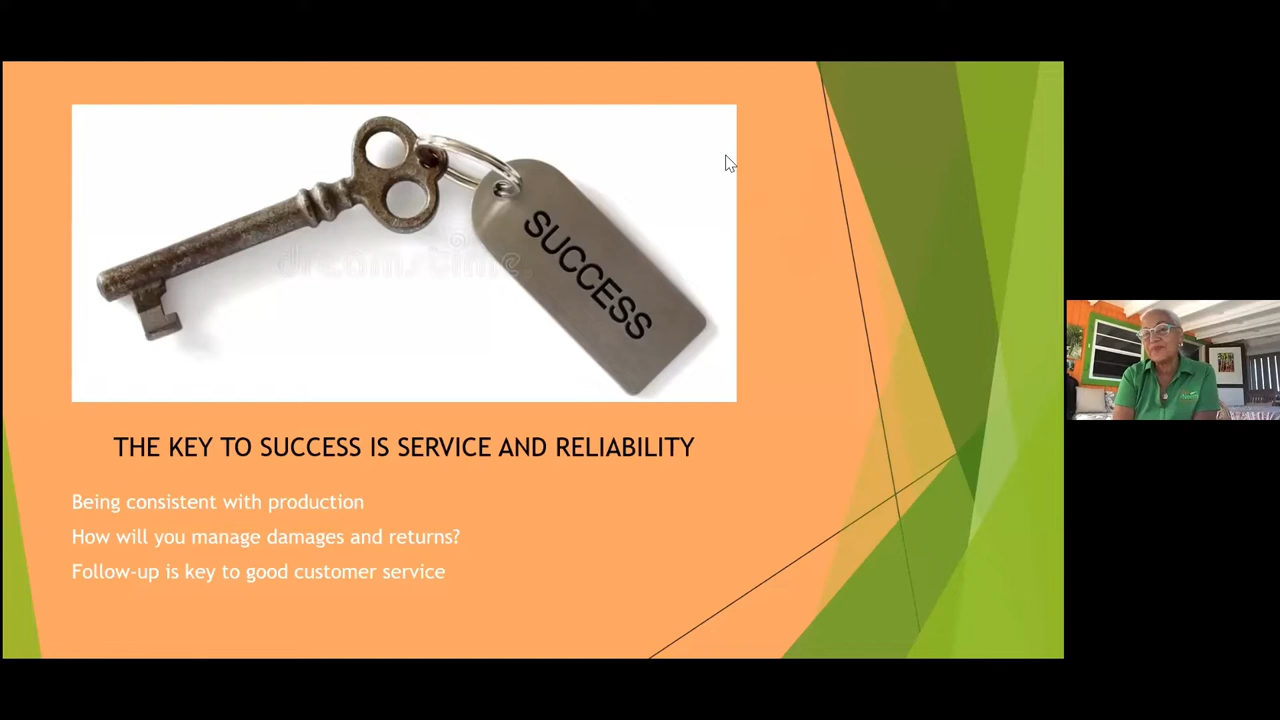 SUCCESS
dreamstime
THE KEY TO SUCCESS IS SERVICE AND RELIABILITY
Being consistent with production
How will you manage damages and returns?
Follow-up is key to good customer service